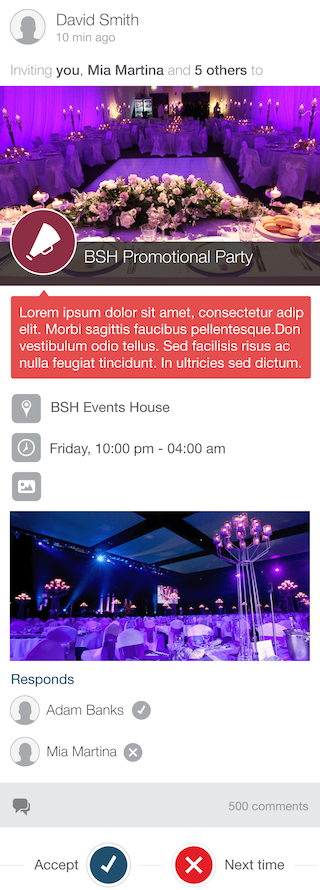 David Smith
10 min ago
Inviting you, Mia Martina and 5 others to
BSH Promotional Party
Lorem ipsum dolor sit amet, consectetur adip
elit. Morbi sagittis faucibus pellentesque.Don
vestibulum odio tellus. Sed facilisis risus ac
nulla feugiat tincidunt. In ultricies sed dictum.
BSH Events House
Friday, 10:00 pm - 04:00 am
Responds
Adam Banks
Mia Martina
500 comments
Accept
Next time